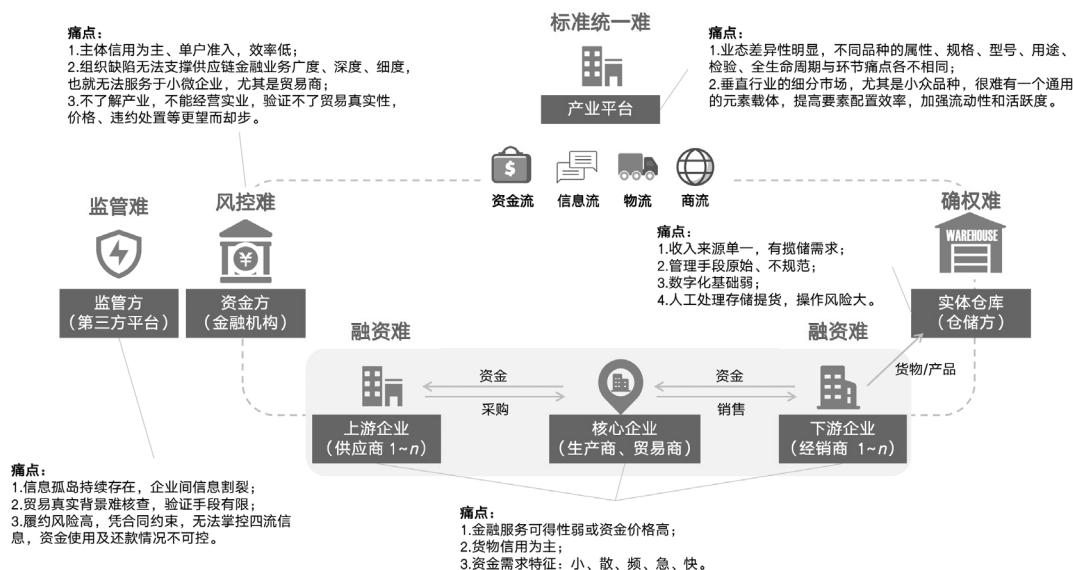 标准统一难
产业平台
痛点：
1.主体信用为主、单户准入，效率低；
2.组织缺陷无法支撑供应链金融业务广度、深度、细度，
也就无法服务于小微企业，尤其是贸易商；
3.不了解产业，不能经营实业，验证不了贸易真实性，
价格、违约处置等更望而却步。
痛点：
1.业态差异性明显，不同品种的属性、规格、型号、用途、
检验、全生命周期与环节痛点各不相同；
2.垂直行业的细分市场，尤其是小众品种，很难有一个通用
的元素载体，提高要素配置效率，加强流动性和活跃度。
资金流
信息流
物流
商流
监管难
监管方
（第三方平台）
风控难
资金方
（金融机构）
痛点：
1.收入来源单一，有揽储需求；
2.管理手段原始、不规范；
3.数字化基础弱；
4.人工处理存储提货，操作风险大。
确权难
WAREHOUSE
实体仓库
（仓储方）
融资难
融资难
资金
采购
资金
销售
货物/产品
上游企业
（供应商 1~n）
核心企业
（生产商、贸易商）
下游企业
（经销商 1~n）
痛点：
1.信息孤岛持续存在，企业间信息割裂；
2.贸易真实背景难核查，验证手段有限；
3.履约风险高，凭合同约束，无法掌控四流信
息，资金使用及还款情况不可控。
痛点：
1.金融服务可得性弱或资金价格高；
2.货物信用为主；
3.资金需求特征：小、散、频、急、快。